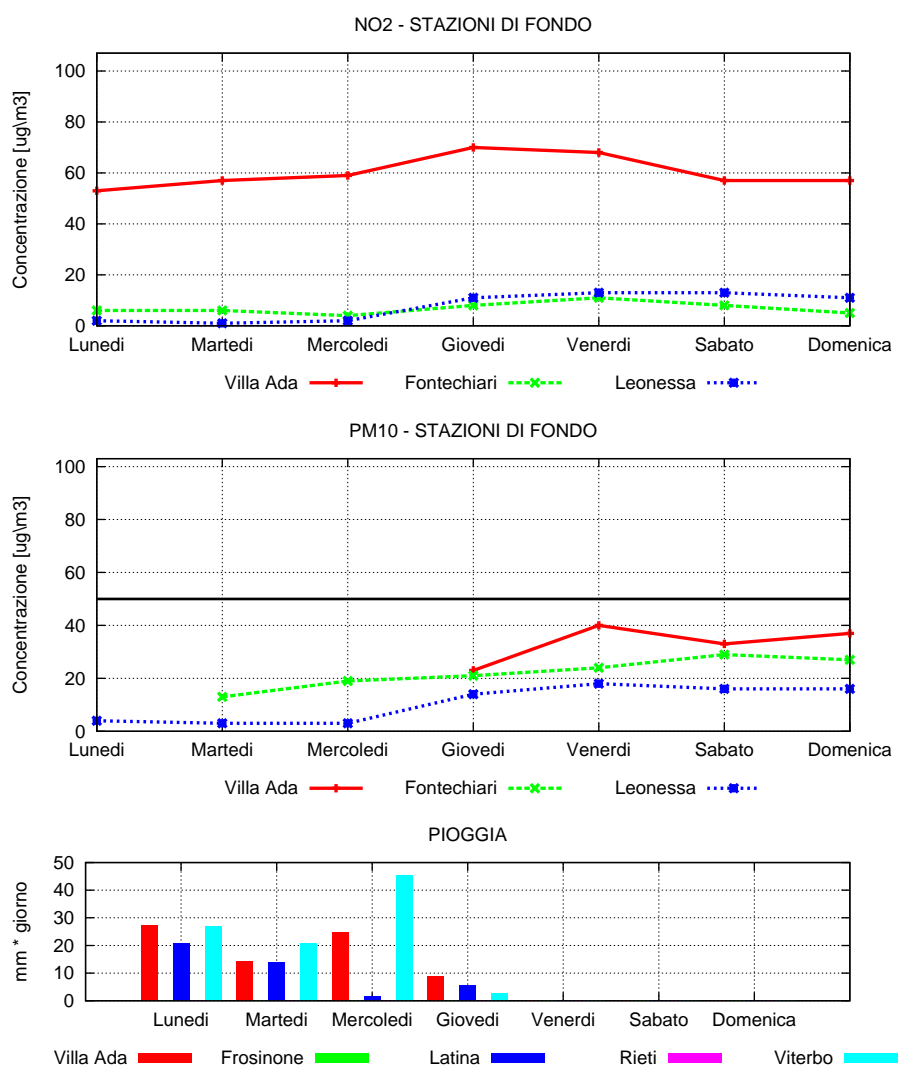 NO2 - STAZIONI DI FONDO
Concentrazione [ug\m3]
100
80
60
40
20
0
Lunedi Martedi Mercoledi Giovedi Venerdi Sabato Domenica
Villa Ada Fontechiari Leonessa
PM10 - STAZIONI DI FONDO
Concentrazione [ug\m3]
100
80
60
40
20
0
Lunedi Martedi Mercoledi Giovedi Venerdi Sabato Domenica
Villa Ada Fontechiari Leonessa
PIOGGIA
mm * giorno
50
40
30
20
10
0
Lunedi Martedi Mercoledi Giovedi Venerdi Sabato Domenica
Villa Ada Frosinone Latina Rieti Viterbo